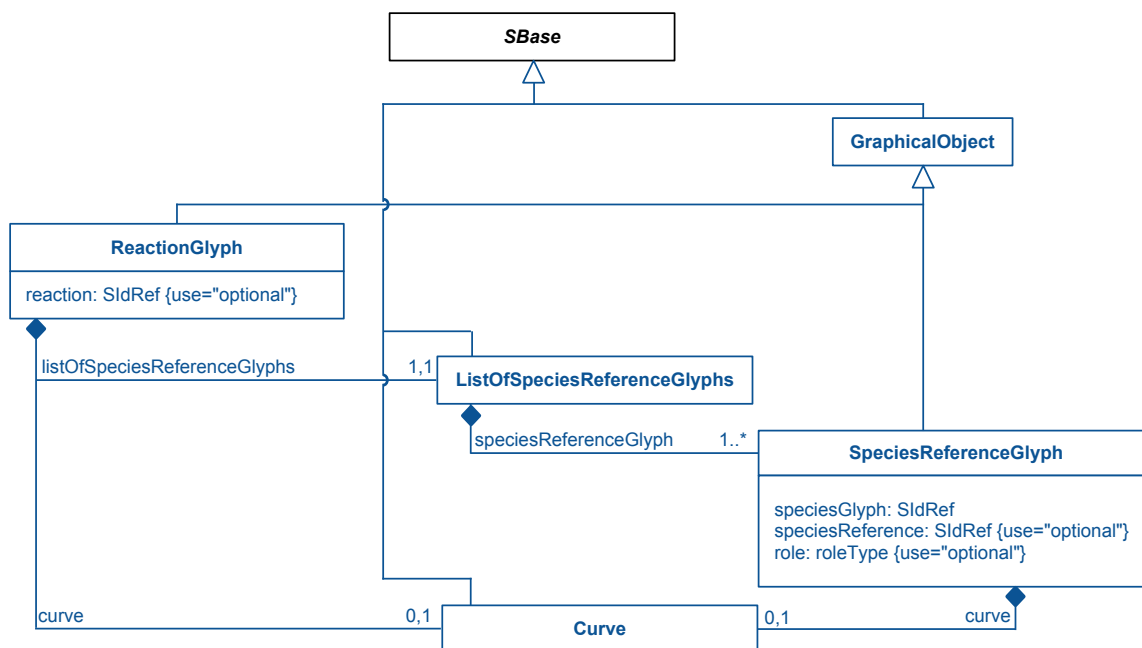 SBase
GraphicalObject
ReactionGlyph
reaction: SIdRef {use="optional"}
listOfSpeciesReferenceGlyphs
1,1
ListOfSpeciesReferenceGlyphs
speciesReferenceGlyph
1..*
SpeciesReferenceGlyph
speciesGlyph: SIdRef
speciesReference: SIdRef {use="optional"}
role: roleType {use="optional"}
curve
0,1
Curve
0,1
curve